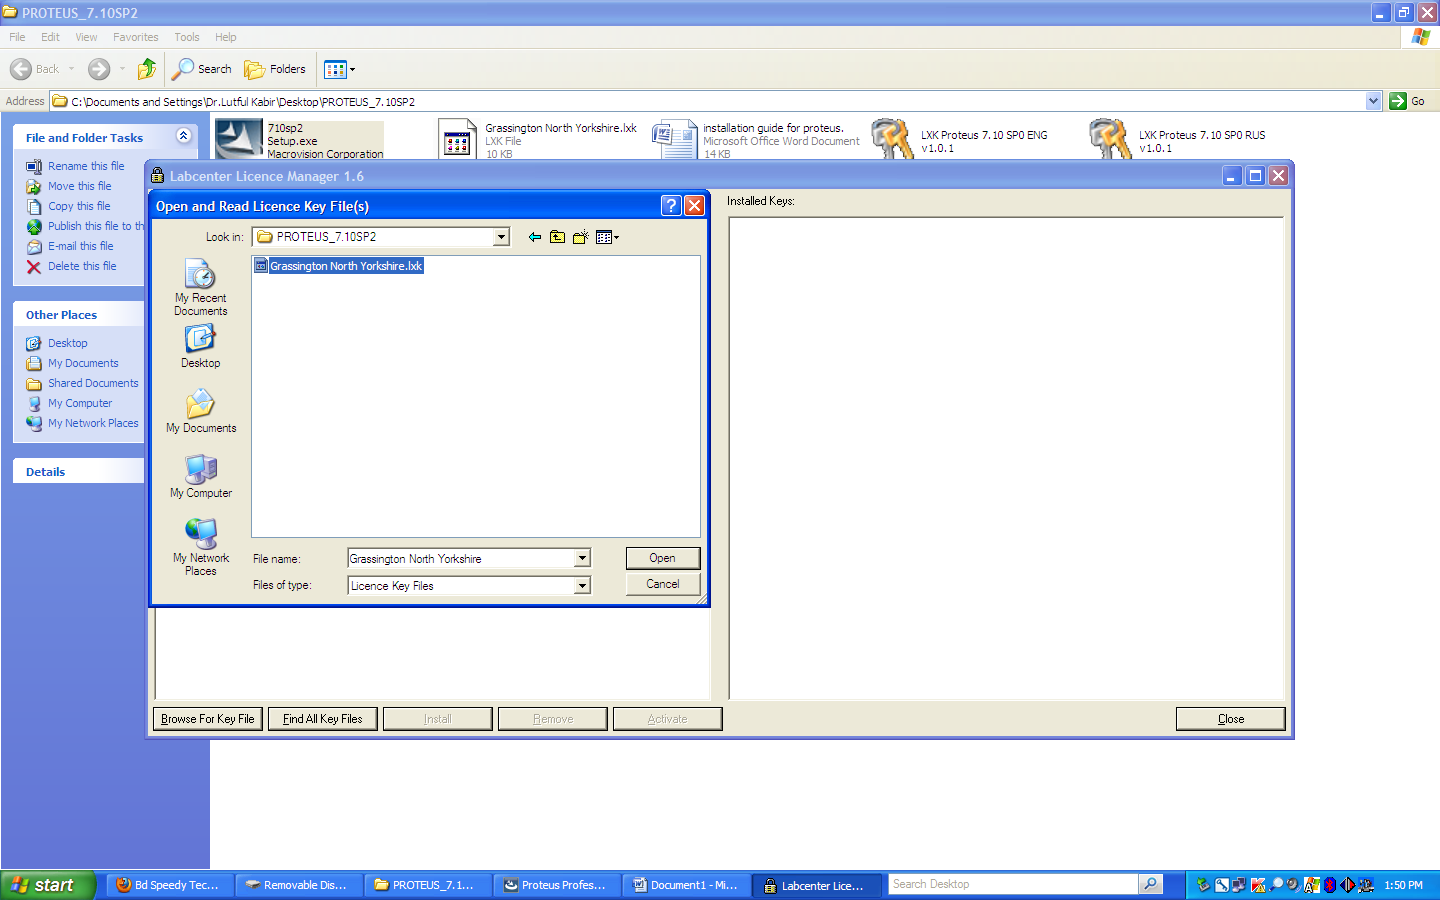 PROTEUS_7.10SP2
File Edit View Favorites Tools Help
Back Search Folders
Address C:\Documents and Settings\Dr.Lutful Kabir\Desktop\PROTEUS_7.10SP2 Go
File and Folder Tasks
Rename this file
Move this file
Copy this file
Publish this file to th
E-mail this file
Delete this file
Other Places
Desktop
My Documents
Shared Documents
My Computer
My Network Places
Details
710sp2
Setup.exe
Macrovision Corporation
Grassington North Yorkshire.lxk
LXK File
10 KB
installation guide for proteus.
Microsoft Office Word Document
14 KB
LXK Proteus 7.10 SP0 ENG
v1.0.1
LXK Proteus 7.10 SP0 RUS
v1.0.1
Labcenter Licence Manager 1.6
Open and Read Licence Key File(s)
Look in: PROTEUS_7.10SP2
My Recent
Documents
Desktop
My Documents
My Computer
My Network
Places
Grassington North Yorkshire.lxk
File name: Grassington North Yorkshire Open
Files of type: Licence Key Files Cancel
Installed Keys:
Browse For Key File Find All Key Files Install Remove Activate Close
start Bd Speedy Tec... Removable Dis... PROTEUS_7.1... Proteus Profes... Document1 - Mi... Labcenter Lice... Search Desktop 1:50 PM